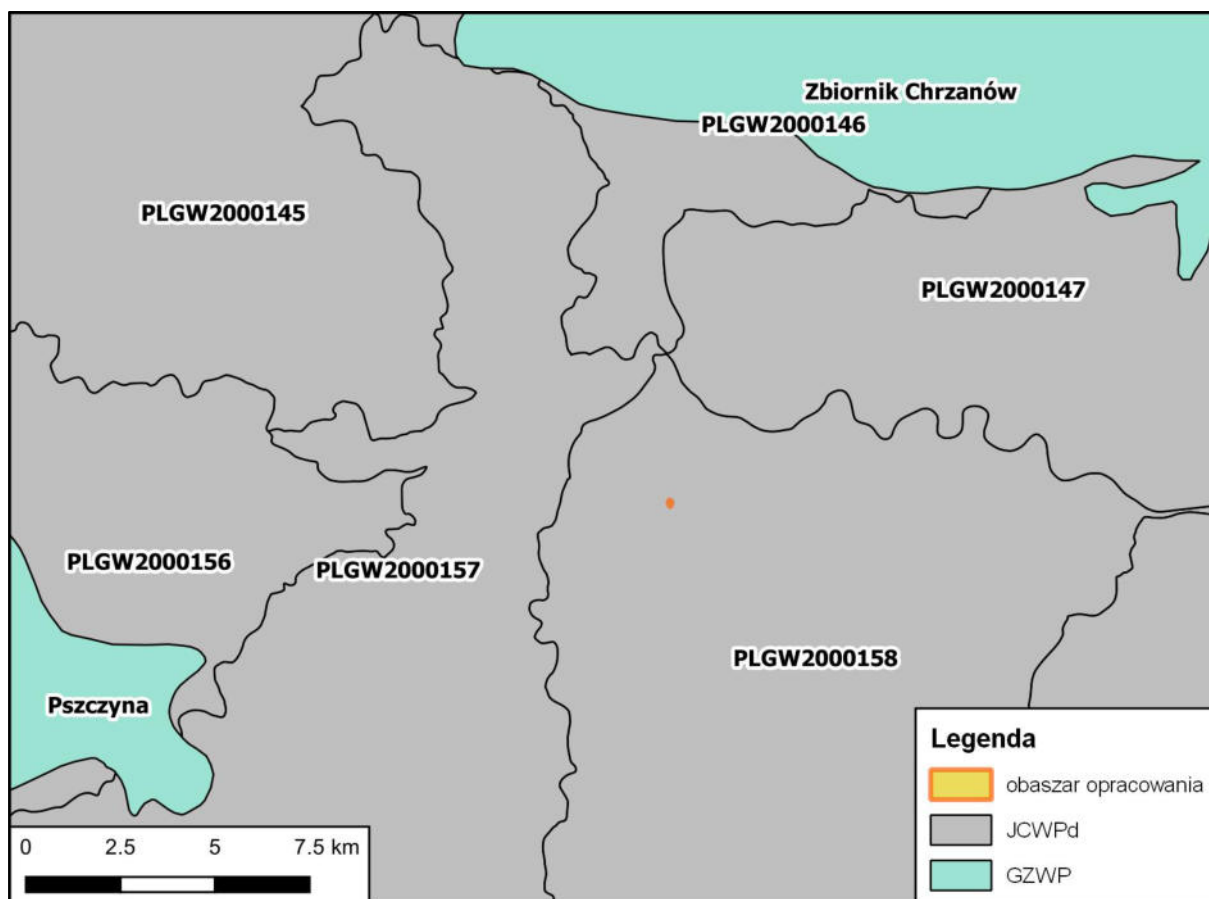 Zbiornik Chrzanów
PLGW2000146
PLGW2000145
PLGW2000147
PLGW2000156
PLGW2000157
PLGW2000158
Pszczyna
Legenda
obaszar opracowania
JCWPd
GZWP
0 2.5 5 7.5 km